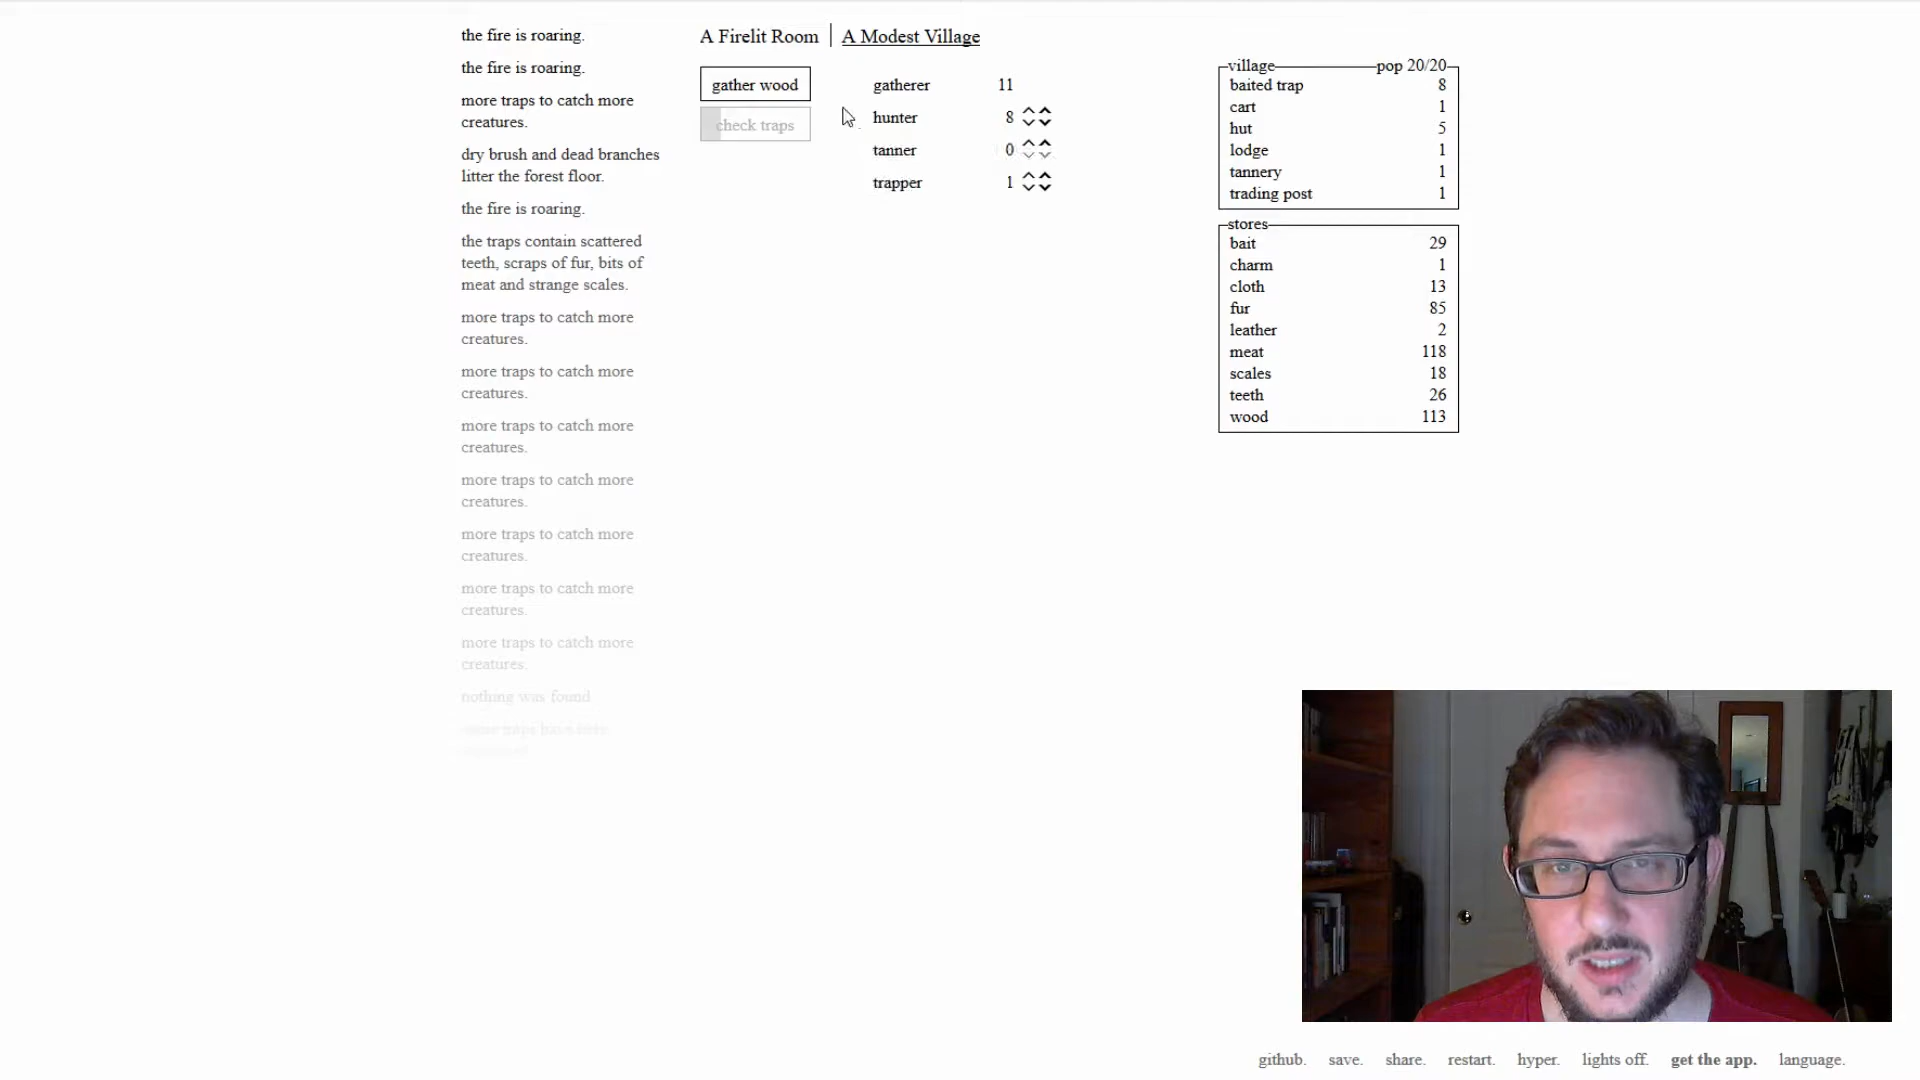 the fire is roaring.
the fire is roaring.
more traps to catch more
creatures.
dry brush and dead branches
litter the forest floor.
the fire is roaring.
the traps contain scattered
teeth, scraps of fur, bits of
meat and strange scales.
more traps to catch more
creatures.
more traps to catch more
creatures.
more traps to catch more
creatures.
more traps to catch more
creatures.
more traps to catch more
creatures.
more traps to catch more
creatures.
more traps to catch more
creatures.
nothing was found
A Firelit Room | A Modest Village
gather wood
check traps
gatherer 11
hunter 8
tanner 0
trapper 1
village pop 20/20
baited trap 8
cart 1
hut 5
lodge 1
tannery 1
trading post 1
stores
bait 29
charm 1
cloth 13
fur 85
leather 2
meat 118
scales 18
teeth 26
wood 113
github. save. share. restart. hyper. lights off. get the app. language.